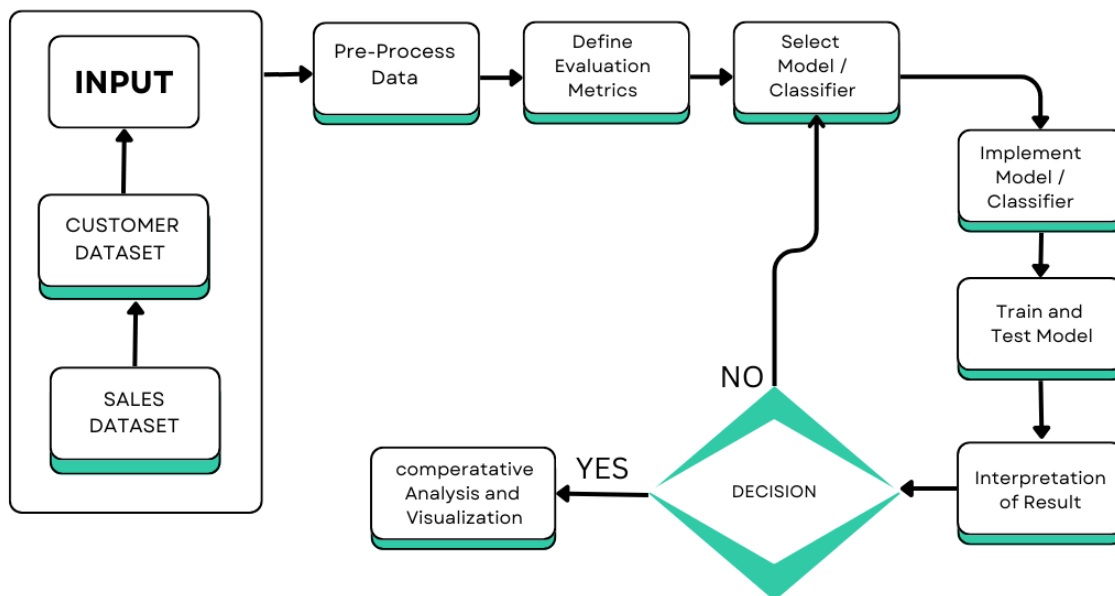 INPUT
CUSTOMER
DATASET
SALES
DATASET
Pre-Process
Data
Define
Evaluation
Metrics
Select
Model /
Classifier
Implement
Model /
Classifier
Train and
Test Model
Interpretation
of Result
DECISION
NO
YES
comperatative
Analysis and
Visualization